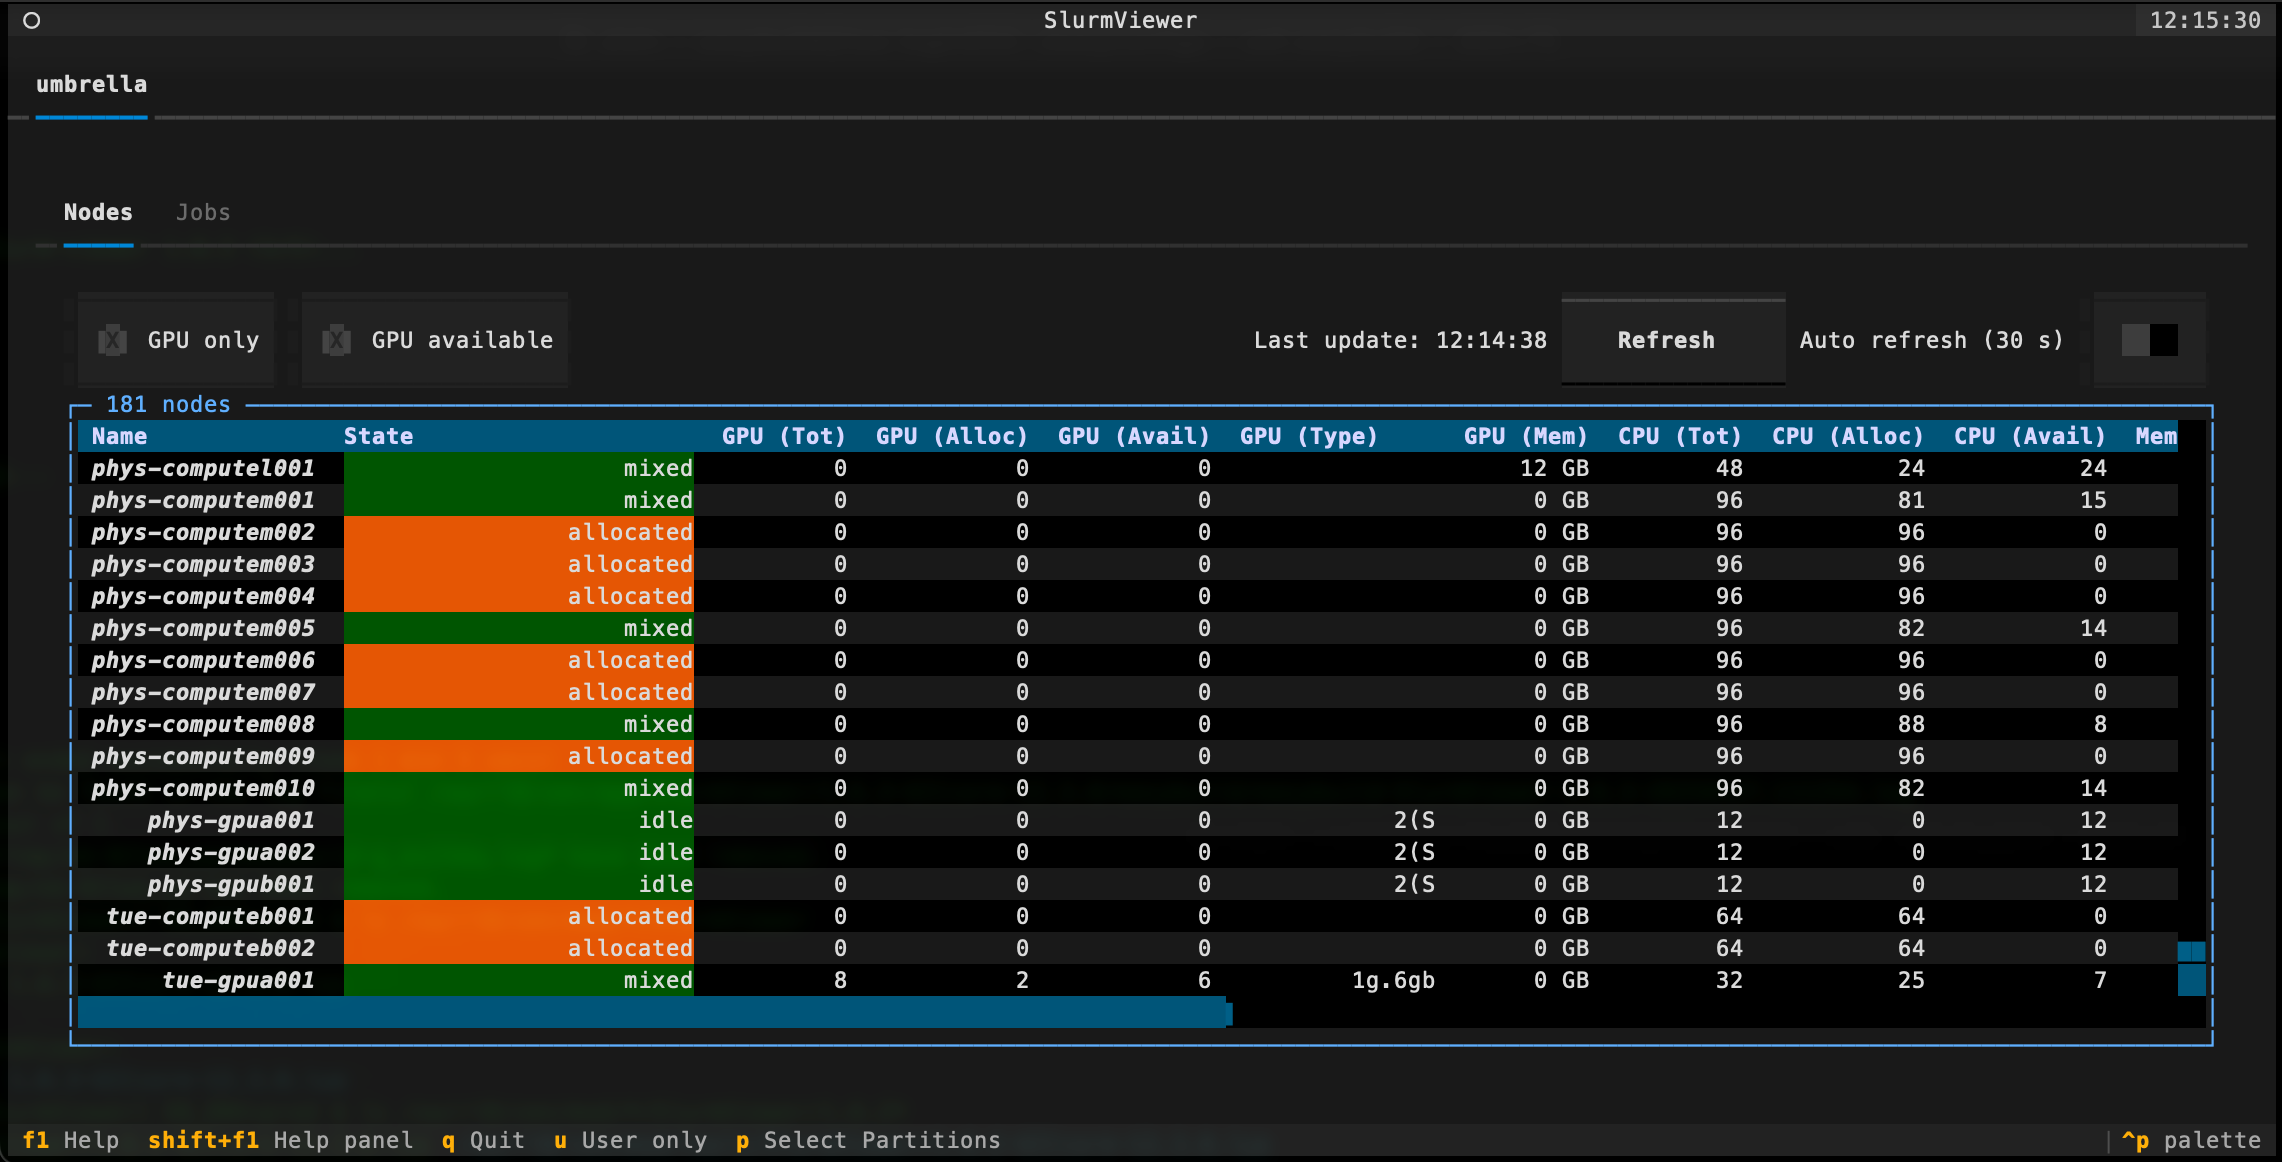 SlurmViewer 12:15:30
umbrella
Nodes Jobs
X GPU only X GPU available Last update: 12:14:38 Refresh Auto refresh (30 s)
181 nodes
Name State GPU (Tot) GPU (Alloc) GPU (Avail) GPU (Type) GPU (Mem) CPU (Tot) CPU (Alloc) CPU (Avail) Mem
phys-computel001 mixed 0 0 0 12 GB 48 24 24
phys-computem001 mixed 0 0 0 0 GB 96 81 15
phys-computem002 allocated 0 0 0 0 GB 96 96 0
phys-computem003 allocated 0 0 0 0 GB 96 96 0
phys-computem004 allocated 0 0 0 0 GB 96 96 0
phys-computem005 mixed 0 0 0 0 GB 96 82 14
phys-computem006 allocated 0 0 0 0 GB 96 96 0
phys-computem007 allocated 0 0 0 0 GB 96 96 0
phys-computem008 mixed 0 0 0 0 GB 96 88 8
phys-computem009 allocated 0 0 0 0 GB 96 96 0
phys-computem010 mixed 0 0 0 0 GB 96 82 14
phys-gpua001 idle 0 0 0 2(S 0 GB 12 0 12
phys-gpua002 idle 0 0 0 2(S 0 GB 12 0 12
phys-gpub001 idle 0 0 0 2(S 0 GB 12 0 12
tue-computeb001 allocated 0 0 0 0 GB 64 64 0
tue-computeb002 allocated 0 0 0 0 GB 64 64 0
tue-gpua001 mixed 8 2 6 1g.6gb 0 GB 32 25 7
f1 Help shift+f1 Help panel q Quit u User only p Select Partitions ^p palette